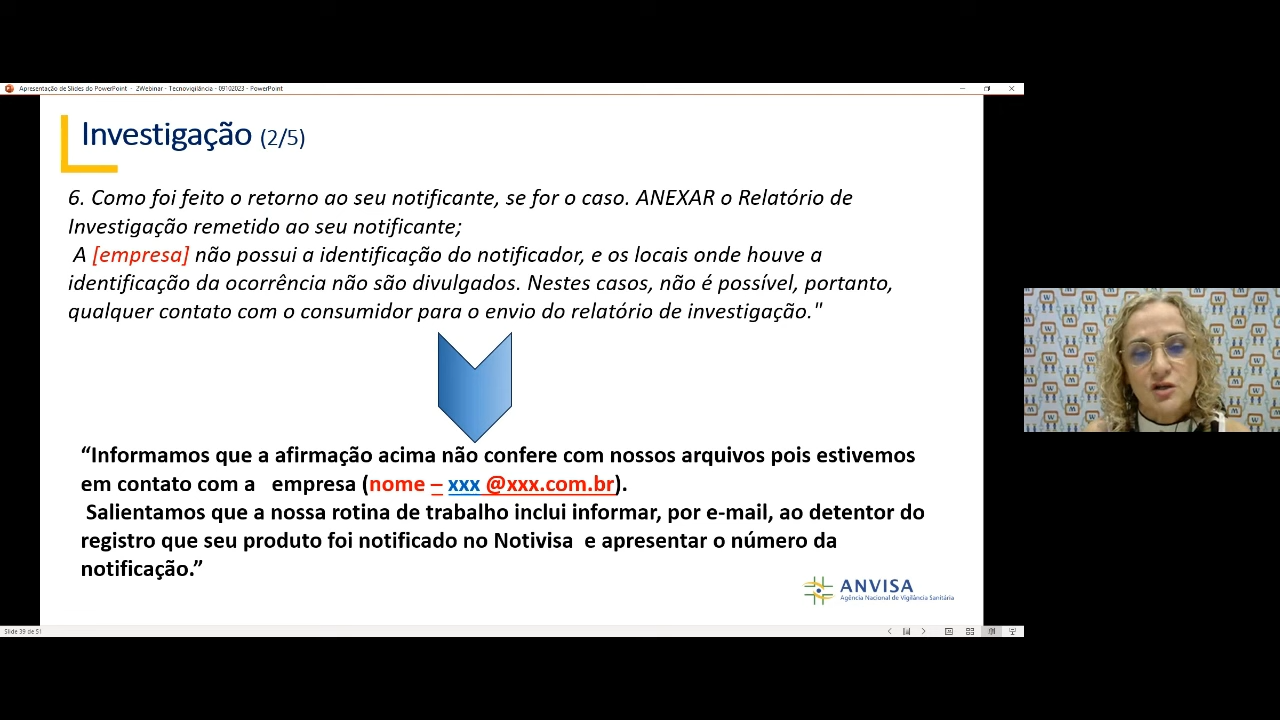 Apresentação de Slides do PowerPoint - 2Webinar - Tecnovigilância - 09102023 - PowerPoint
Investigação (2/5)
6. Como foi feito o retorno ao seu notificante, se for o caso. ANEXAR o Relatório de
Investigação remetido ao seu notificante;
A [empresa] não possui a identificação do notificador, e os locais onde houve a
identificação da ocorrência não são divulgados. Nestes casos, não é possível, portanto,
qualquer contato com o consumidor para o envio do relatório de investigação."
“Informamos que a afirmação acima não confere com nossos arquivos pois estivemos
em contato com a empresa (nome – xxx @xxx.com.br).
Salientamos que a nossa rotina de trabalho inclui informar, por e-mail, ao detentor do
registro que seu produto foi notificado no Notivisa e apresentar o número da
notificação.”
ANVISA
Agência Nacional de Vigilância Sanitária
Slide 39 de 51